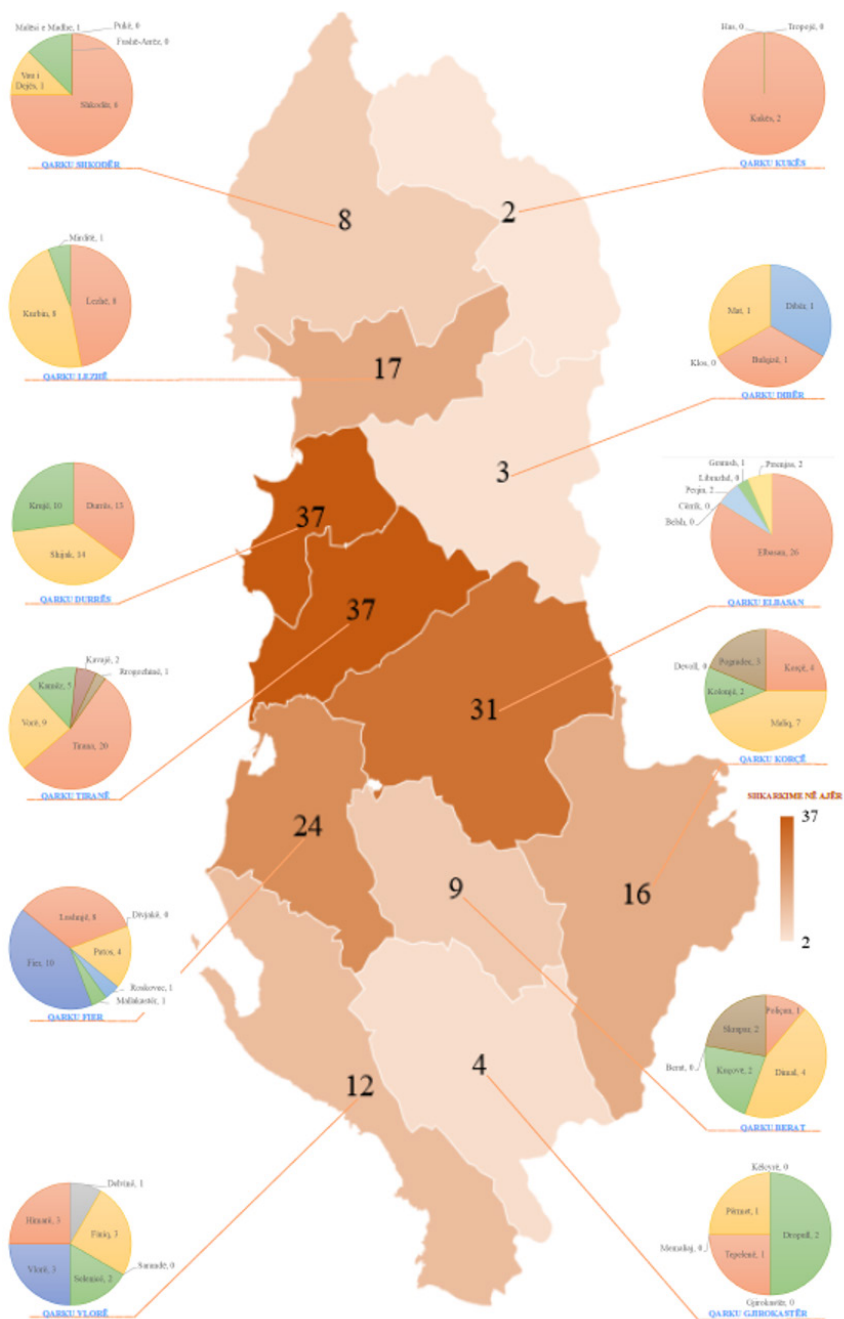 Malësi e Madhe, 1
Pukë, 0
Fushë-Arrëz, 0
Vau i
Dejës, 1
Shkodër, 6
QARKU SHKODËR
Has, 0
Tropojë, 0
Kukës, 2
QARKU KUKËS
8
2
Mirditë, 1
Kurbin, 8
Lezhë, 8
QARKU LEZHË
17
Mat, 1
Dibër, 1
Bulqizë, 1
Klos, 0
QARKU DIBËR
3
Krujë, 10
Durrës, 13
Shijak, 14
QARKU DURRËS
37
Gramsh, 1
Prrenjas, 2
Librazhd, 0
Peqin, 2
Cërrik, 0
Belsh, 0
Elbasan, 26
QARKU ELBASAN
37
31
Kavajë, 2
Rrogozhinë, 1
Kamëz, 5
Vorë, 9
Tirana, 20
QARKU TIRANË
Devoll, 0
Pogradec, 3
Korçë, 4
Kolonjë, 2
Maliq, 7
QARKU KORÇË
SHKARKIME NË AJËR
37
2
24
9
16
Lushnjë, 8
Divjakë, 0
Fier, 10
Patos, 4
Roskovec, 1
Mallakastër, 1
QARKU FIER
Skrapar, 2
Poliçan, 1
Berat, 0
Kuçovë, 2
Dimal, 4
QARKU BERAT
4
12
Delvinë, 1
Himarë, 3
Finiq, 3
Sarandë, 0
Vlorë, 3
Selenicë, 2
QARKU VLORË
Këlcyrë, 0
Përmet, 1
Dropull, 2
Memaliaj, 0
Tepelenë, 1
Gjirokastër, 0
QARKU GJIROKASTËR